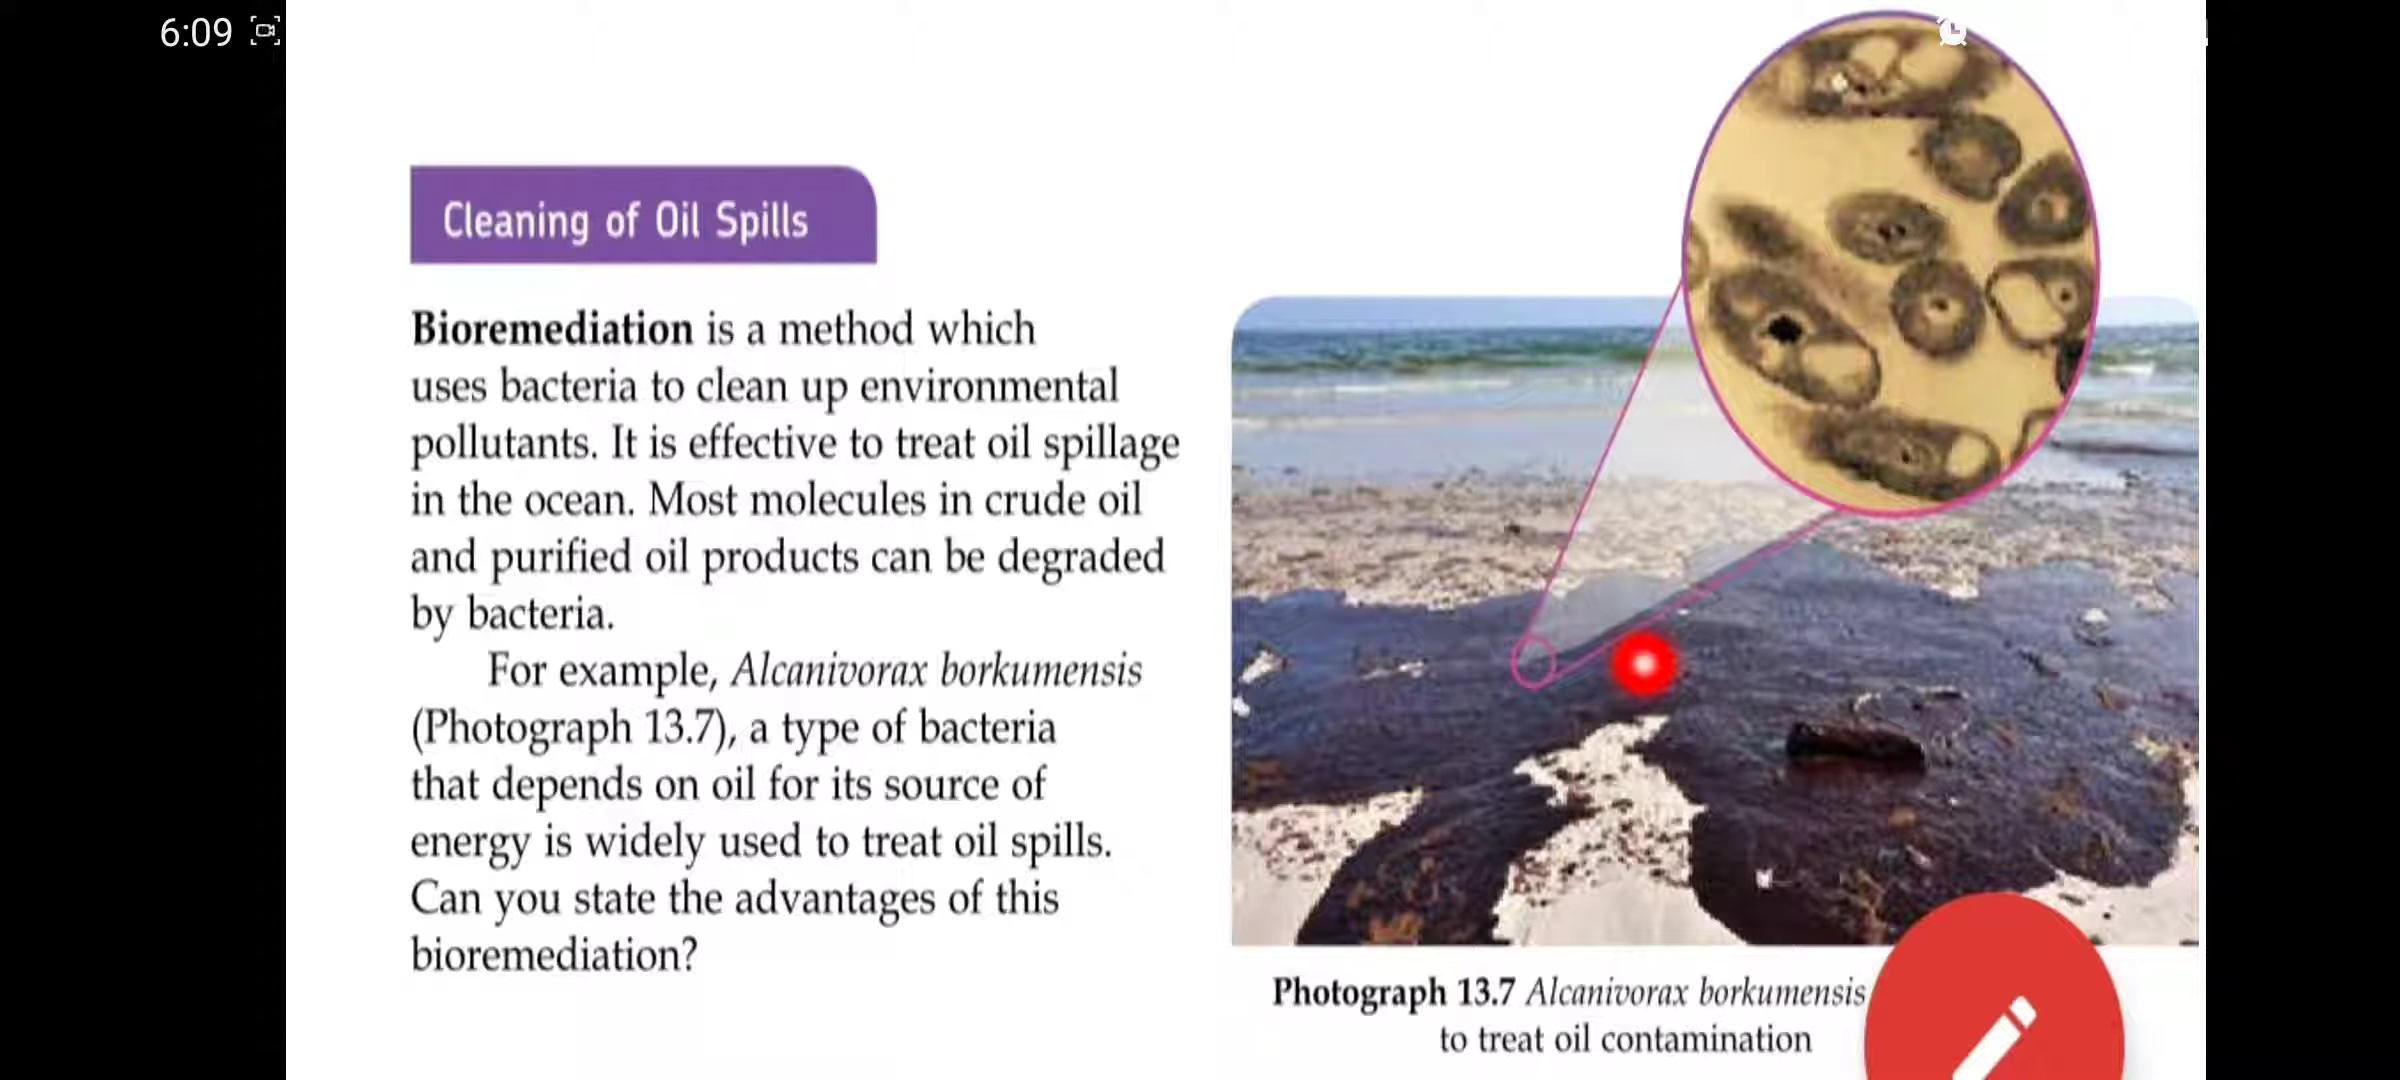 6:09
Cleaning of Oil Spills
Bioremediation is a method which
uses bacteria to clean up environmental
pollutants. It is effective to treat oil spillage
in the ocean. Most molecules in crude oil
and purified oil products can be degraded
by bacteria.
For example, Alcanivorax borkumensis
(Photograph 13.7), a type of bacteria
that depends on oil for its source of
energy is widely used to treat oil spills.
Can you state the advantages of this
bioremediation?
Photograph 13.7 Alcanivorax borkumensis
to treat oil contamination